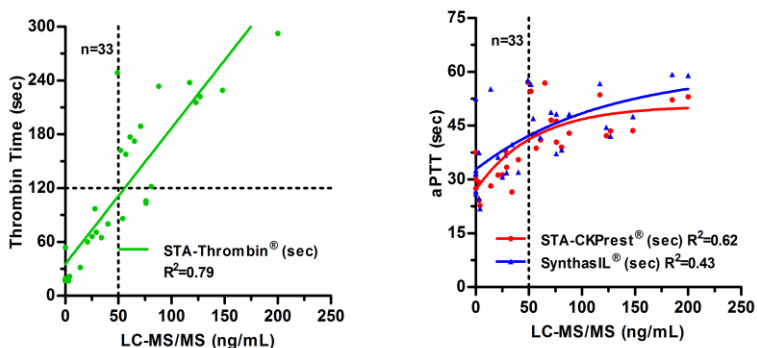 300
240
180
120
60
0
Thrombin Time (sec)
n=33
STA-Thrombin® (sec)
R²=0.79
0 50 100 150 200 250
LC-MS/MS (ng/mL)
75
60
45
30
15
0
aPTT (sec)
n=33
STA-CKPrest® (sec) R²=0.62
SynthasIL® (sec) R²=0.43
0 50 100 150 200 250
LC-MS/MS (ng/mL)